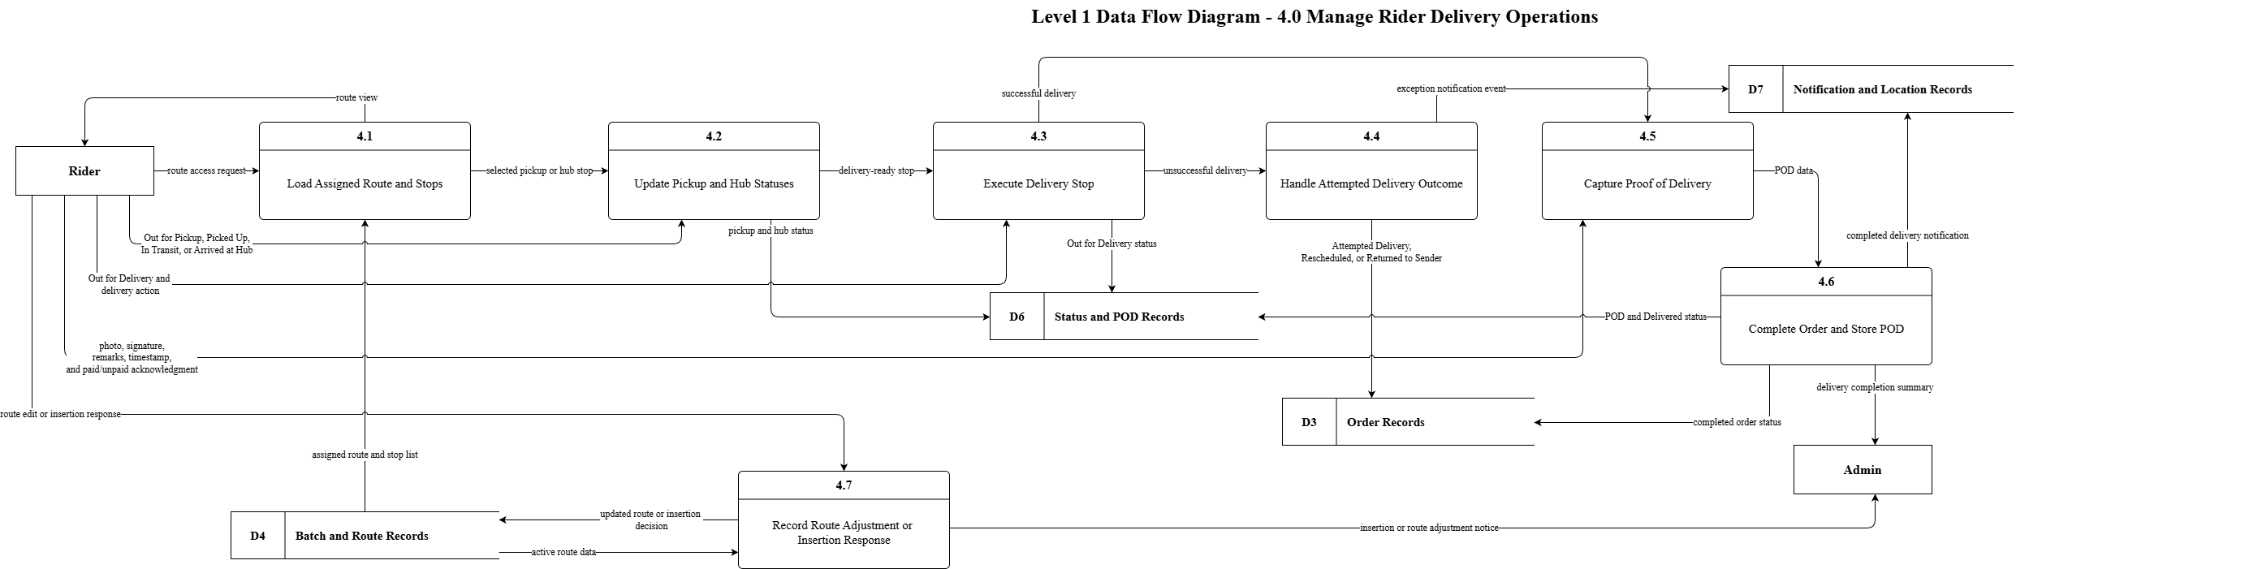 Level 1 Data Flow Diagram - 4.0 Manage Rider Delivery Operations
route view
successful delivery
exception notification event
D7
Notification and Location Records
4.1
Load Assigned Route and Stops
4.2
Update Pickup and Hub Statuses
4.3
Execute Delivery Stop
4.4
Handle Attempted Delivery Outcome
4.5
Capture Proof of Delivery
Rider
route access request
selected pickup or hub stop
delivery-ready stop
unsuccessful delivery
POD data
Out for Pickup, Picked Up,
In Transit, or Arrived at Hub
pickup and hub status
Out for Delivery status
Attempted Delivery,
Rescheduled, or Returned to Sender
completed delivery notification
Out for Delivery and
delivery action
4.6
Complete Order and Store POD
D6
Status and POD Records
POD and Delivered status
photo, signature,
remarks, timestamp,
and paid/unpaid acknowledgment
delivery completion summary
route edit or insertion response
D3
Order Records
completed order status
assigned route and stop list
Admin
4.7
Record Route Adjustment or
Insertion Response
updated route or insertion
decision
insertion or route adjustment notice
D4
Batch and Route Records
active route data